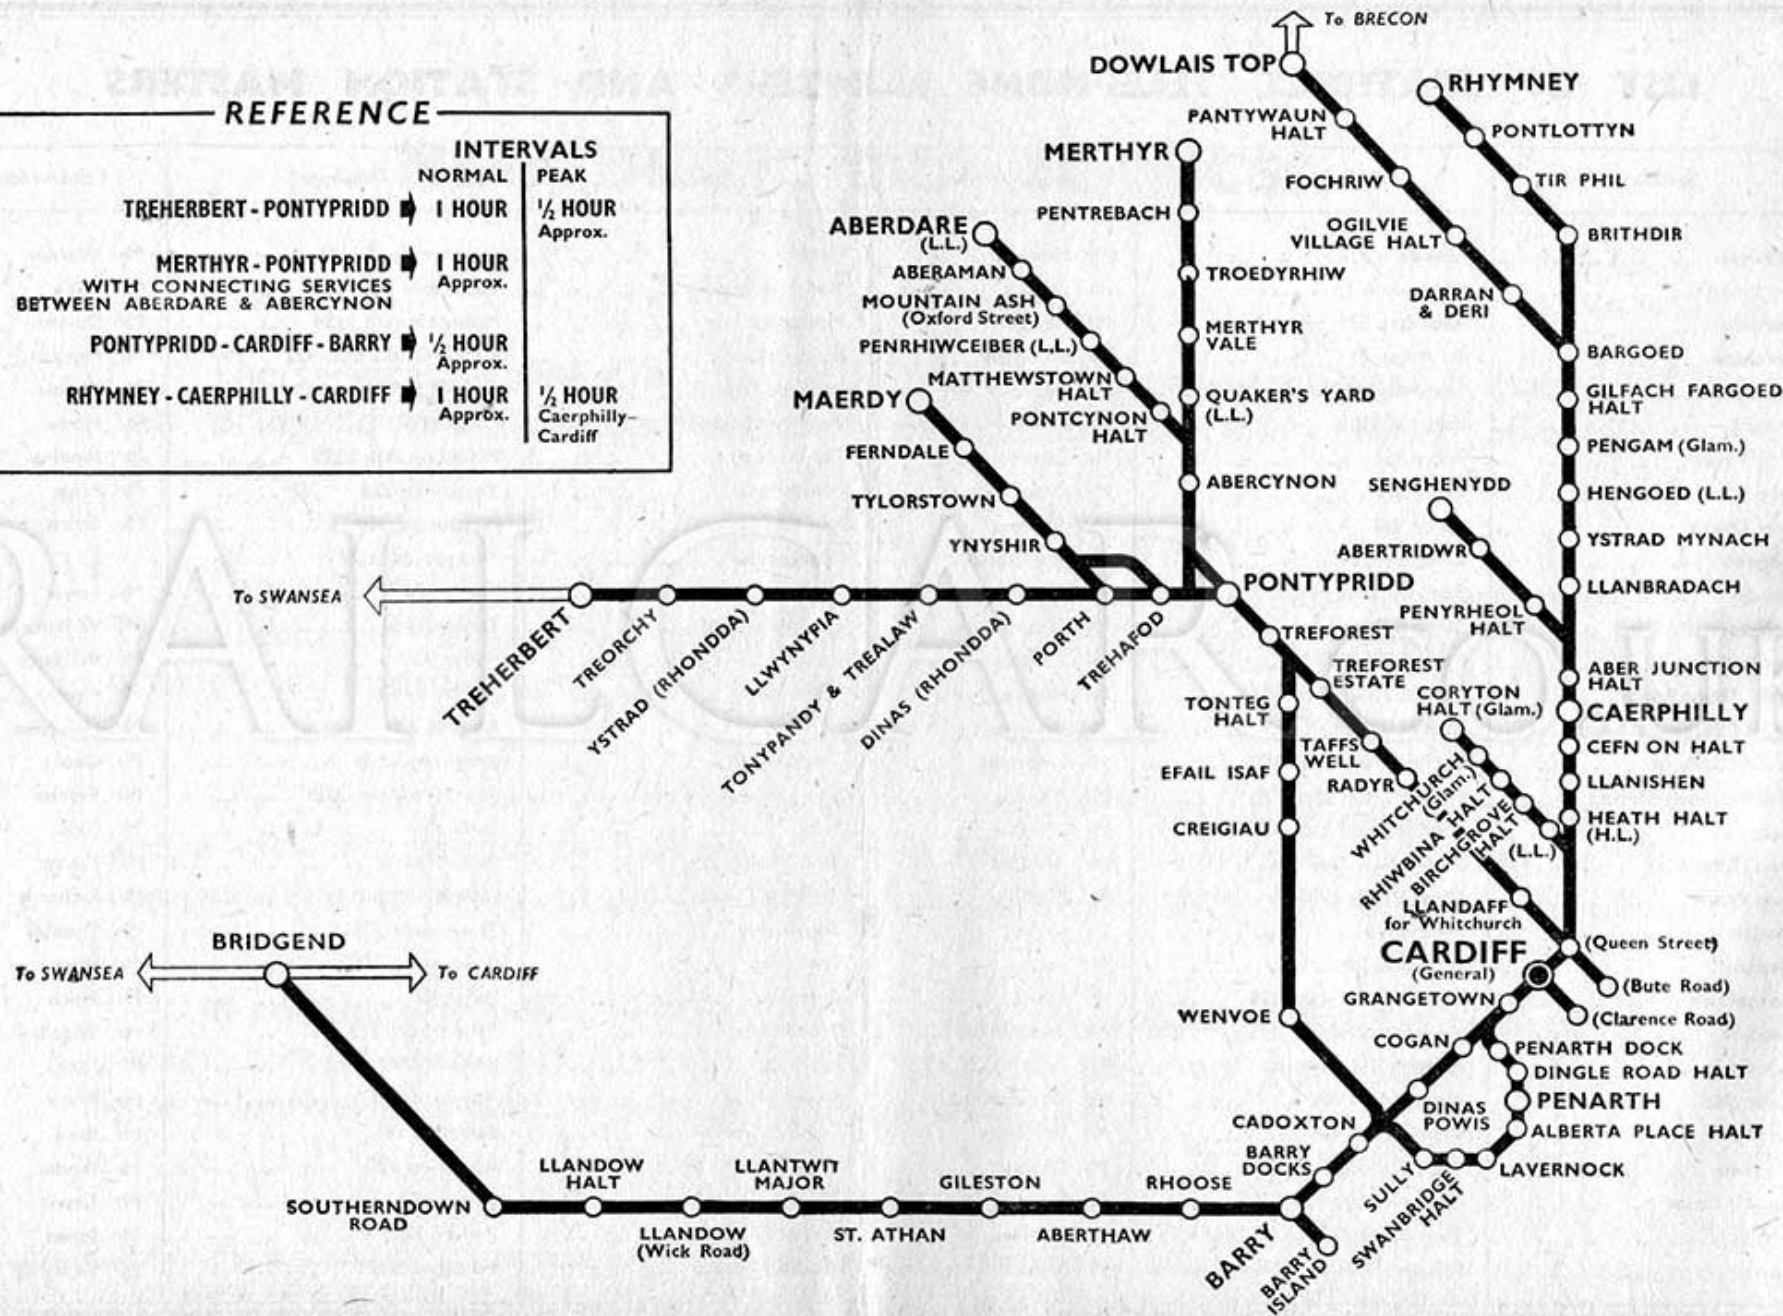 To BRECON
DOWLAIS TOP
RHYMNEY
PANTYWAUN
HALT
PONTLOTTYN
REFERENCE
INTERVALS
NORMAL PEAK
TREHERBERT - PONTYPRIDD 1 HOUR ½ HOUR
Approx.
MERTHYR - PONTYPRIDD 1 HOUR
WITH CONNECTING SERVICES Approx.
BETWEEN ABERDARE & ABERCYNON
PONTYPRIDD - CARDIFF - BARRY ½ HOUR
Approx.
RHYMNEY - CAERPHILLY - CARDIFF 1 HOUR ½ HOUR
Approx. Caerphilly–
Cardiff
MERTHYR
FOCHRIW
TIR PHIL
PENTREBACH
OGILVIE
VILLAGE HALT
BRITHDIR
ABERDARE
(L.L.)
ABERAMAN
TROEDYRHIW
MOUNTAIN ASH
(Oxford Street)
DARRAN
& DERI
PENRHIWCEIBER (L.L.)
MERTHYR
VALE
BARGOED
MATTHEWSTOWN
HALT
MAERDY
QUAKER'S YARD
(L.L.)
GILFACH FARGOED
HALT
PONTCYNON
HALT
FERNDALE
PENGAM (Glam.)
ABERCYNON
SENGHENYDD
HENGOED (L.L.)
TYLORSTOWN
YNYSHIR
ABERTRIDWR
YSTRAD MYNACH
To SWANSEA
PONTYPRIDD
LLANBRADACH
PENYRHEOL
HALT
TREHERBERT
TREORCHY
YSTRAD (RHONDDA)
LLWYNYPIA
TONYPANDY & TREALAW
DINAS (RHONDDA)
PORTH
TREHAFOD
TREFOREST
TREFOREST
ESTATE
ABER JUNCTION
HALT
TONTEG
HALT
CORYTON
HALT (Glam.)
CAERPHILLY
TAFFS
WELL
CEFN ON HALT
EFAIL ISAF
RADYR
LLANISHEN
WHITCHURCH
(Glam.)
RHIWBINA HALT
BIRCHGROVE
HALT
(L.L.)
HEATH HALT
(H.L.)
CREIGIAU
LLANDAFF
for Whitchurch
BRIDGEND
To SWANSEA
To CARDIFF
CARDIFF
(General)
(Queen Street)
(Bute Road)
GRANGETOWN
(Clarence Road)
WENVOE
COGAN
PENARTH DOCK
DINGLE ROAD HALT
PENARTH
DINAS
POWIS
CADOXTON
ALBERTA PLACE HALT
BARRY
DOCKS
LAVERNOCK
SULLY
SWANBRIDGE
HALT
SOUTHERNDOWN
ROAD
LLANDOW
HALT
LLANDOW
(Wick Road)
LLANTWIT
MAJOR
ST. ATHAN
GILESTON
ABERTHAW
RHOOSE
BARRY
BARRY
ISLAND